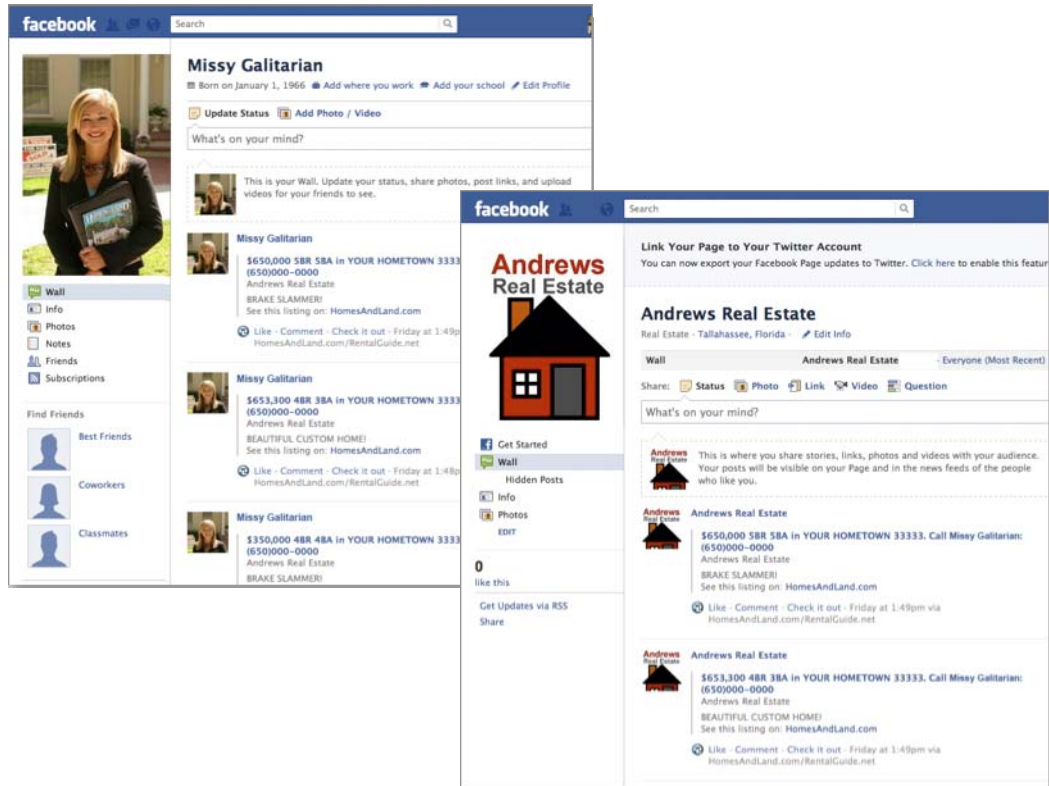 facebook
Search
Missy Galitarian
Born on January 1, 1966 Add where you work Add your school Edit Profile
Update Status Add Photo / Video
What's on your mind?
This is your Wall. Update your status, share photos, post links, and upload
videos for your friends to see.
Wall
Info
Photos
Notes
Friends
Subscriptions
Find Friends
Best Friends
Coworkers
Classmates
Missy Galitarian
$650,000 5BR 5BA in YOUR HOMETOWN 3333
(650)000-0000
Andrews Real Estate
BRAKE SLAMMER!
See this listing on: HomesAndLand.com
Like · Comment · Check it out · Friday at 1:49p
HomesAndLand.com/RentalGuide.net
Missy Galitarian
$653,300 4BR 3BA in YOUR HOMETOWN 3333
(650)000-0000
Andrews Real Estate
BEAUTIFUL CUSTOM HOME!
See this listing on: HomesAndLand.com
Like · Comment · Check it out · Friday at 1:48p
HomesAndLand.com/RentalGuide.net
Missy Galitarian
$350,000 4BR 4BA in YOUR HOMETOWN 3333
(650)000-0000
Andrews Real Estate
BRAKE SLAMMER!
facebook
Search
Andrews
Real Estate
Get Started
Wall
Hidden Posts
Info
Photos
EDIT
0
like this
Get Updates via RSS
Share
Link Your Page to Your Twitter Account
You can now export your Facebook Page updates to Twitter. Click here to enable this featur
Andrews Real Estate
Real Estate · Tallahassee, Florida · Edit Info
Wall Andrews Real Estate · Everyone (Most Recent)
Share: Status Photo Link Video Question
What's on your mind?
Andrews
Real Estate
This is where you share stories, links, photos and videos with your audience.
Your posts will be visible on your Page and in the news feeds of the people
who like you.
Andrews
Real Estate
Andrews Real Estate
$650,000 5BR 5BA in YOUR HOMETOWN 33333. Call Missy Galitarian:
(650)000-0000
Andrews Real Estate
BRAKE SLAMMER!
See this listing on: HomesAndLand.com
Like · Comment · Check it out · Friday at 1:49pm via
HomesAndLand.com/RentalGuide.net
Andrews
Real Estate
Andrews Real Estate
$653,300 4BR 3BA in YOUR HOMETOWN 33333. Call Missy Galitarian:
(650)000-0000
Andrews Real Estate
BEAUTIFUL CUSTOM HOME!
See this listing on: HomesAndLand.com
Like · Comment · Check it out · Friday at 1:49pm via
HomesAndLand.com/RentalGuide.net